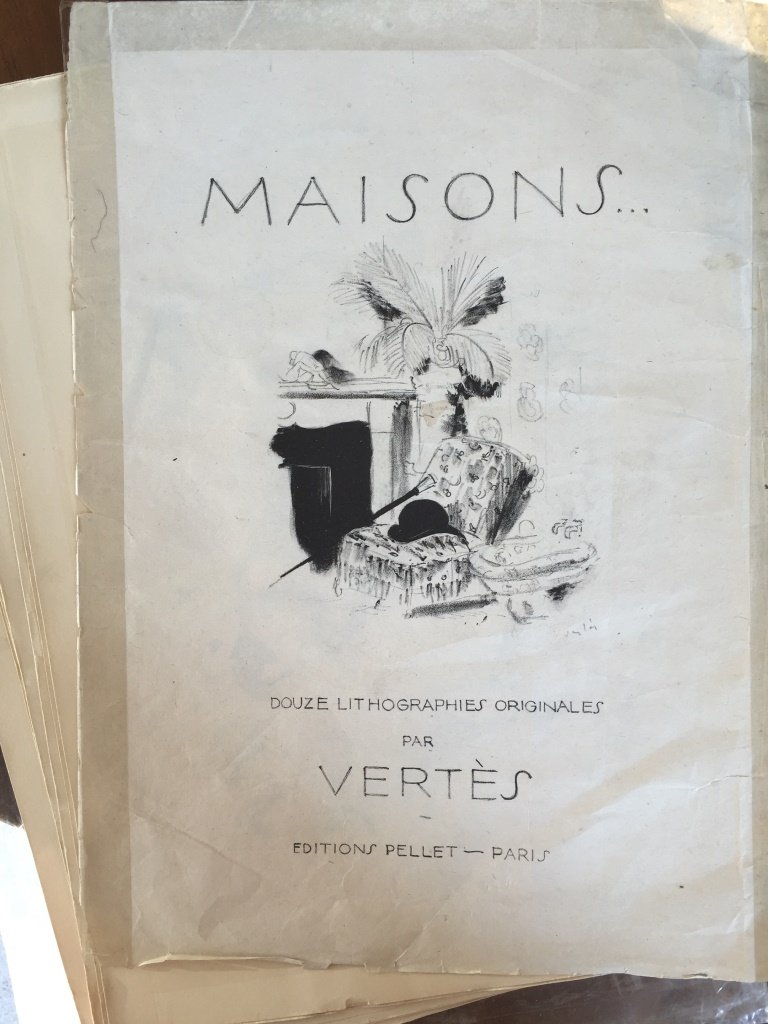 MAISONS...
DOUZE LITHOGRAPHIES ORIGINALES
PAR
VERTÈS
EDITIONS PELLET — PARIS